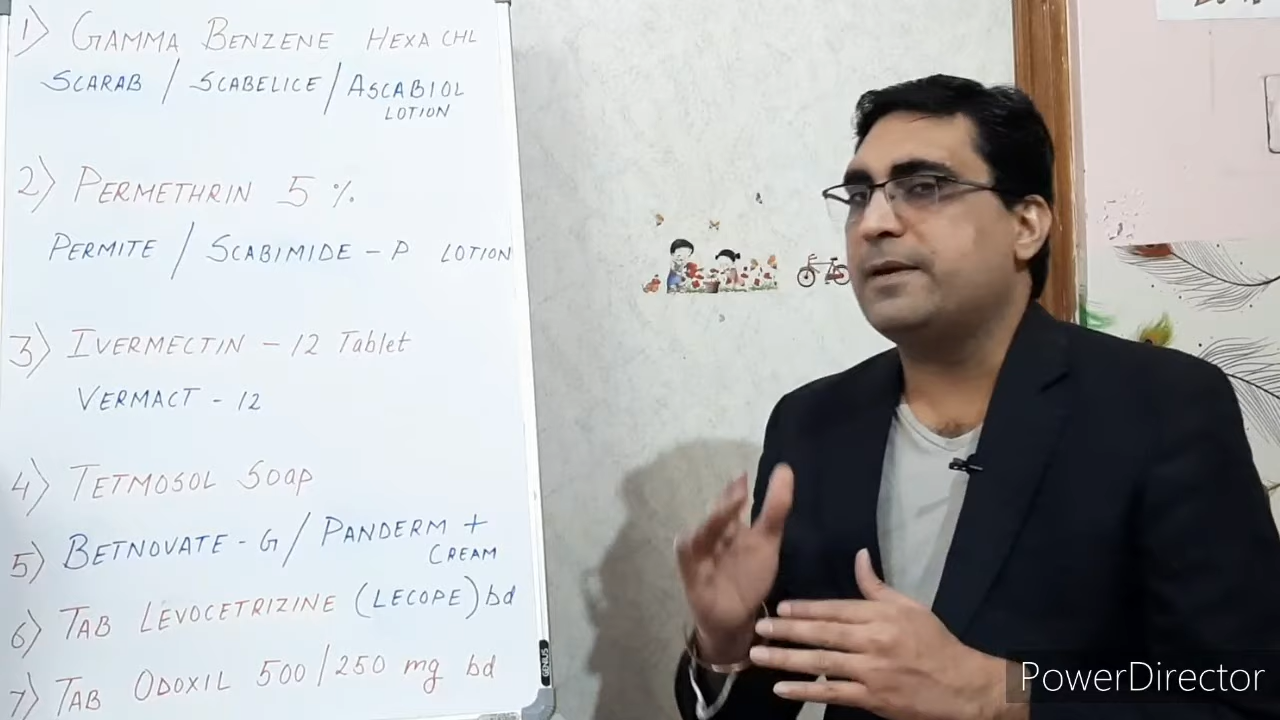 1) GAMMA BENZENE HEXA CHL
SCARAB / SCABELICE / ASCABIOL
LOTION
2) PERMETHRIN 5 %
PERMITE / SCABIMIDE - P LOTION
3) IVERMECTIN - 12 Tablet
VERMACT - 12
4) TETMOSOL SOAP
5) BETNOVATE - G / PANDERM +
CREAM
6) TAB LEVOCETRIZINE (LECOPE) bd
7) TAB ODOXIL 500 / 250 mg bd
GENIUS
PowerDirector